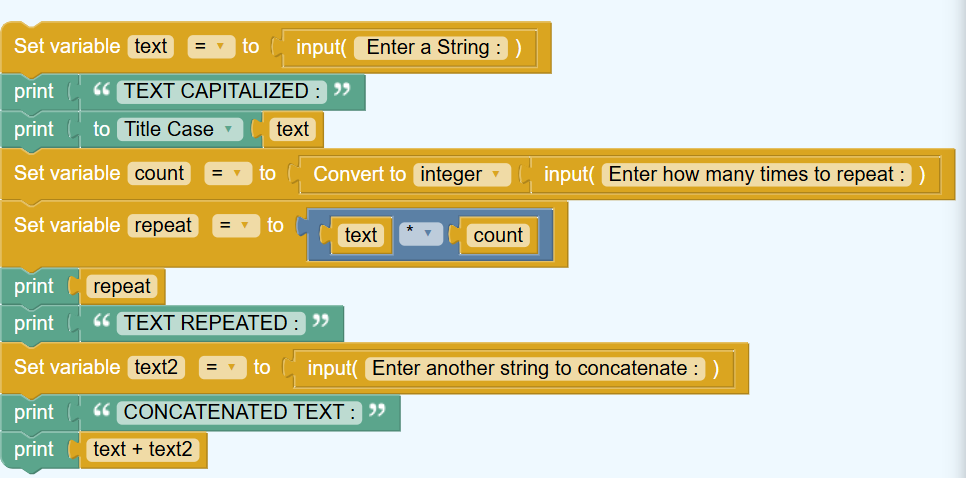 Set variable text = to input( Enter a String : )
print “ TEXT CAPITALIZED : ”
print to Title Case text
Set variable count = to Convert to integer input( Enter how many times to repeat : )
Set variable repeat = to text * count
print repeat
print “ TEXT REPEATED : ”
Set variable text2 = to input( Enter another string to concatenate : )
print “ CONCATENATED TEXT : ”
print text + text2